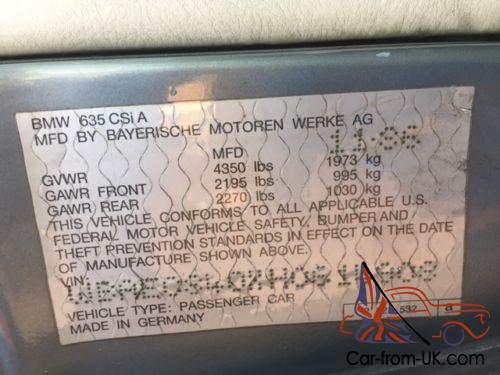 BMW 635 CSi A
MFD BY BAYERISCHE MOTOREN WERKE AG
MFD 11·86
GVWR 4350 lbs 1973 kg
GAWR FRONT 2195 lbs 995 kg
GAWR REAR 2270 lbs 1030 kg
THIS VEHICLE CONFORMS TO ALL APPLICABLE U.S.
FEDERAL MOTOR VEHICLE SAFETY, BUMPER AND
THEFT PREVENTION STANDARDS IN EFFECT ON THE DATE
OF MANUFACTURE SHOWN ABOVE.
VIN:
VEHICLE TYPE: PASSENGER CAR
MADE IN GERMANY
532 a
Car-from-UK.com